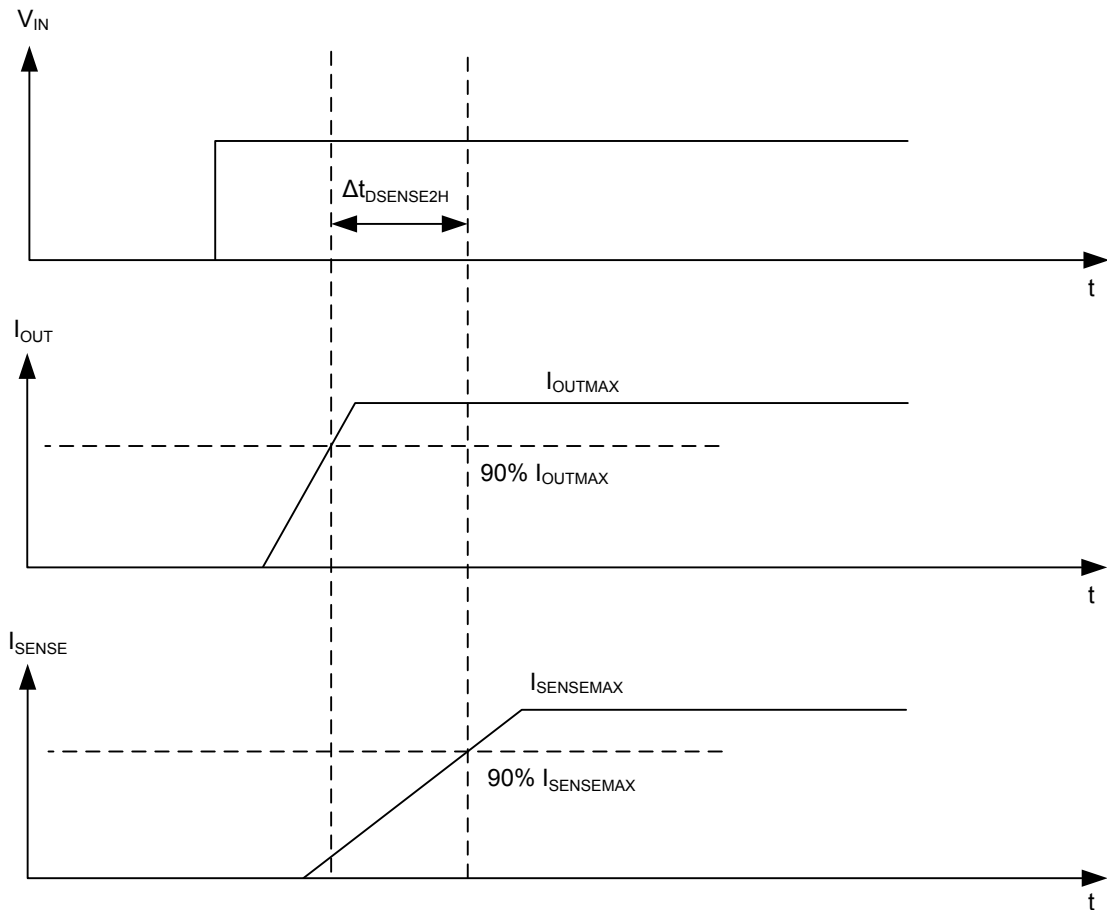 V_IN
Δt_DSENSE2H
t
I_OUT
I_OUTMAX
90% I_OUTMAX
t
I_SENSE
I_SENSEMAX
90% I_SENSEMAX
t